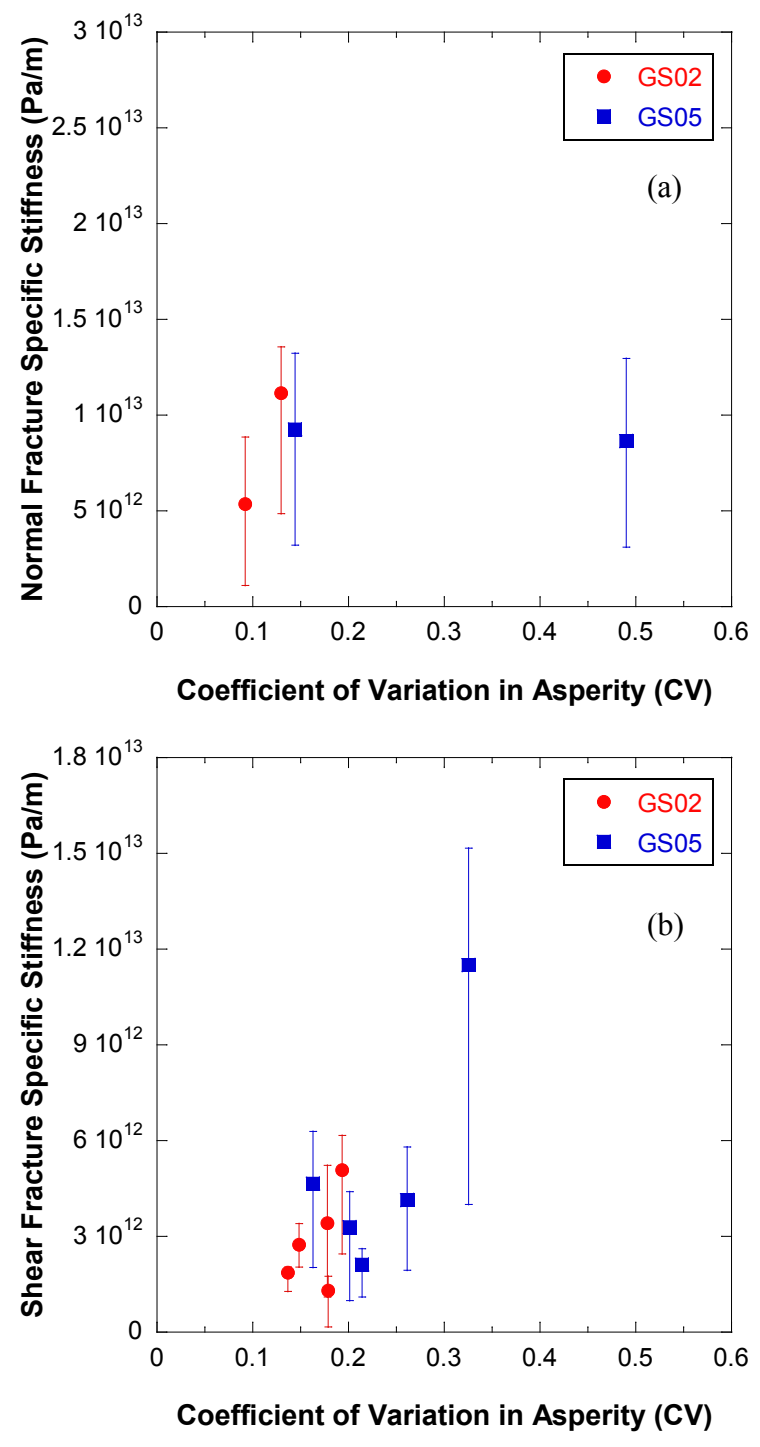 Normal Fracture Specific Stiffness (Pa/m)
3 10^13
2.5 10^13
2 10^13
1.5 10^13
1 10^13
5 10^12
0
GS02
GS05
(a)
0 0.1 0.2 0.3 0.4 0.5 0.6
Coefficient of Variation in Asperity (CV)
Shear Fracture Specific Stiffness (Pa/m)
1.8 10^13
1.5 10^13
1.2 10^13
9 10^12
6 10^12
3 10^12
0
GS02
GS05
(b)
0 0.1 0.2 0.3 0.4 0.5 0.6
Coefficient of Variation in Asperity (CV)